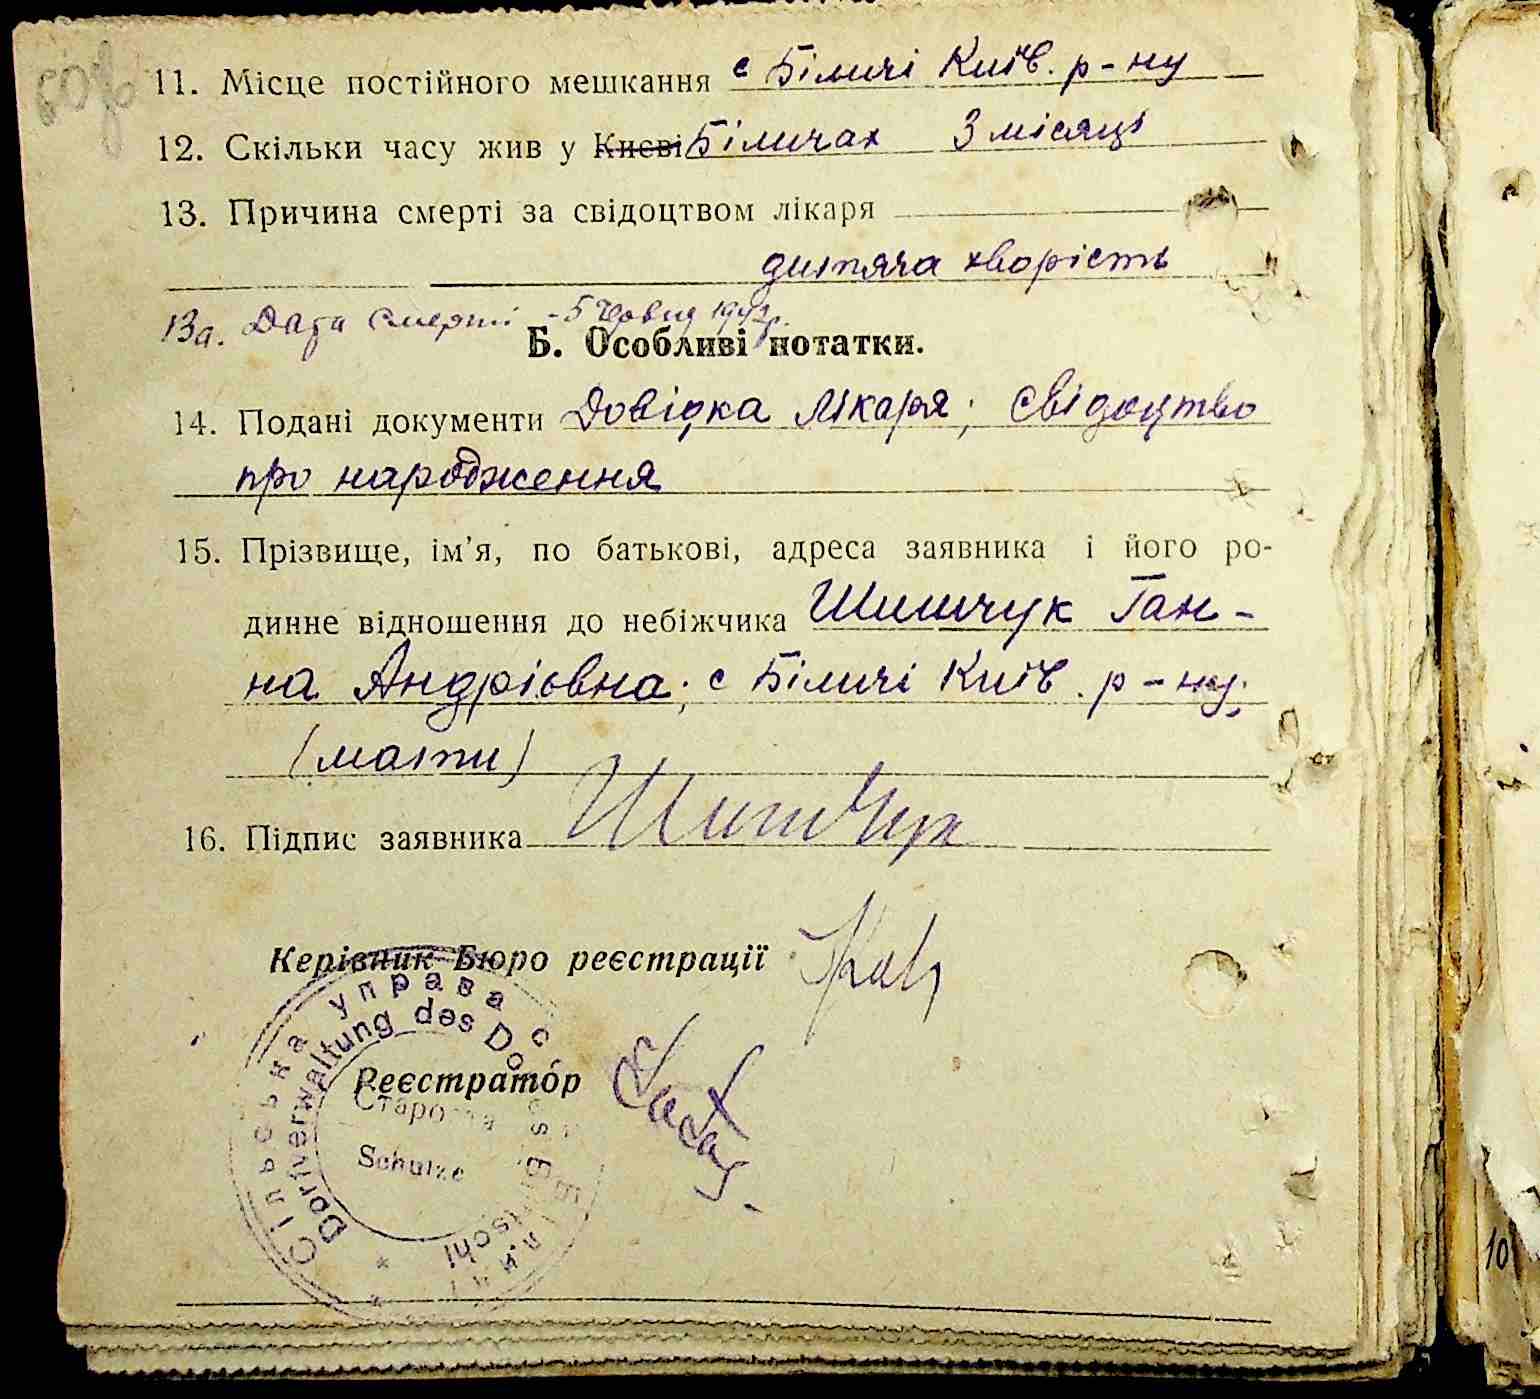 11. Місце постійного мешкання с Біличі Київ. р-ну
12. Скільки часу жив у Києві Біличах 3 місяці
13. Причина смерті за свідоцтвом лікаря
дитяча хворість
13а. Дата смерті - 5 Червня 1942р.
Б. Особливі нотатки.
14. Подані документи Довідка лікаря; свідоцтво
про народження
15. Прізвище, ім’я, по батькові, адреса заявника і його ро-
динне відношення до небіжчика Шишчук Ган-
на Андріївна; с Біличі Київ. р-ну;
(мати)
16. Підпис заявника Шишчук
Керівник Бюро реєстрації
Реєстратор
Сільська управа с. Біличі
Dorfverwaltung des Dorfes
Староста
Schulze
10